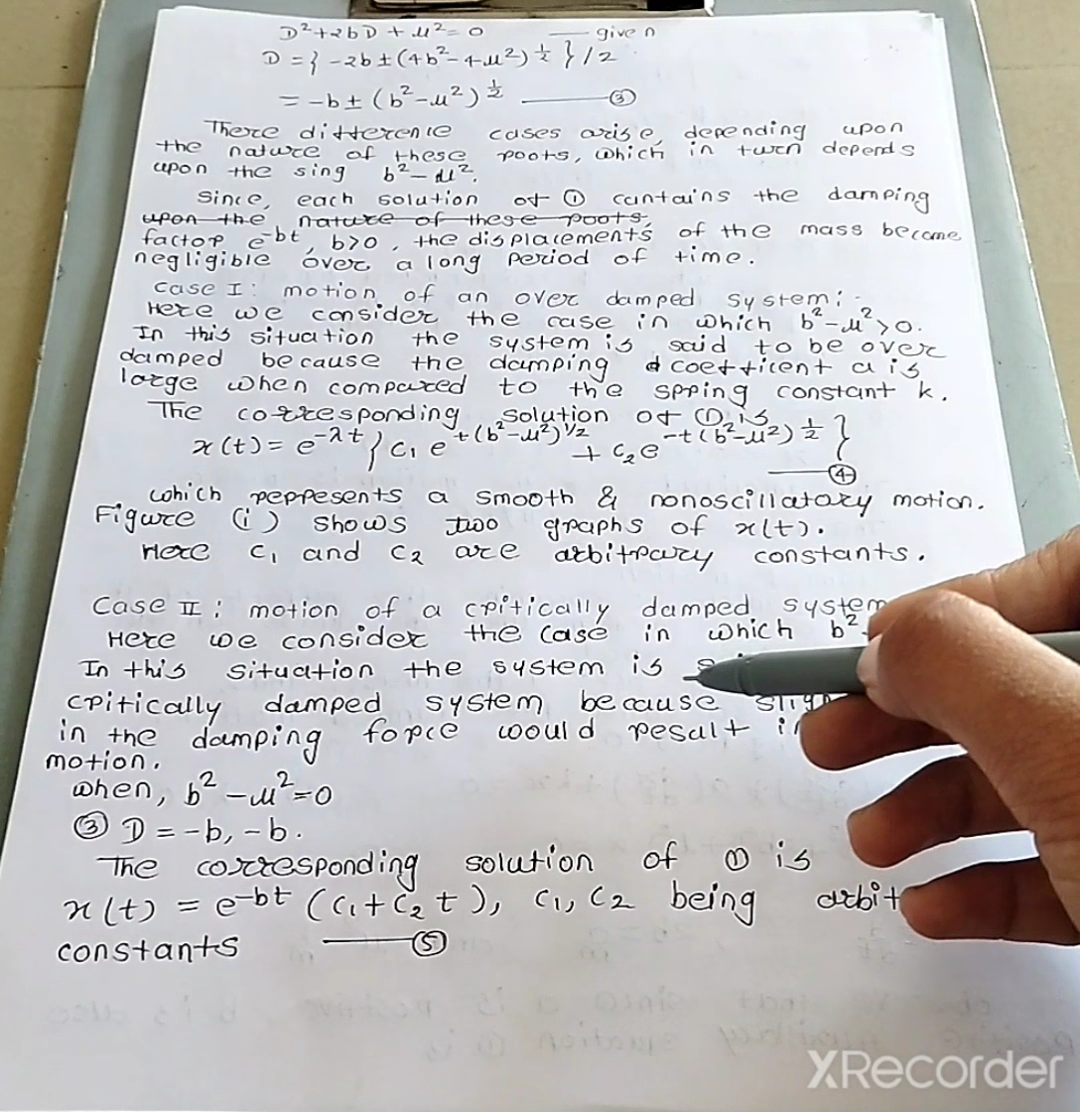 D²+2bD + μ² = 0 —— given
D = { -2b ± (4b² - 4μ²) ½ } / 2
= -b ± (b² - μ²) ½ —— ③
There difference cases arise, depending upon
the nature of these roots, which in turn depends
upon the sing b² - μ².
Since, each solution of ① cantains the damping
upon the nature of these roots,
factor e^-bt, b>0, the displacements of the mass become
negligible over a long period of time.
Case I: motion of an over damped system:-
Here we consider the case in which b² - μ² > 0.
In this situation the system is said to be over
damped because the damping coefficent a is
large when compared to the spring constant k.
The corresponding solution of ① is
x(t) = e^-λt { c₁ e^t(b²-μ²)^1/2 + c₂e^-t(b²-μ²)½ }
—— ④
which reppesents a smooth & nonoscillatory motion.
Figure (i) shows two graphs of x(t).
Here c₁ and c₂ are arbitrary constants.
Case II: motion of a critically damped system
Here we consider the case in which b²
In this situation the system is
critically damped system because
in the damping force would result
motion.
when, b² - μ² = 0
③ D = -b, -b.
The corresponding solution of ① is
x(t) = e^-bt (c₁ + c₂ t), c₁, c₂ being arbit
constants —— ⑤
XRecorder